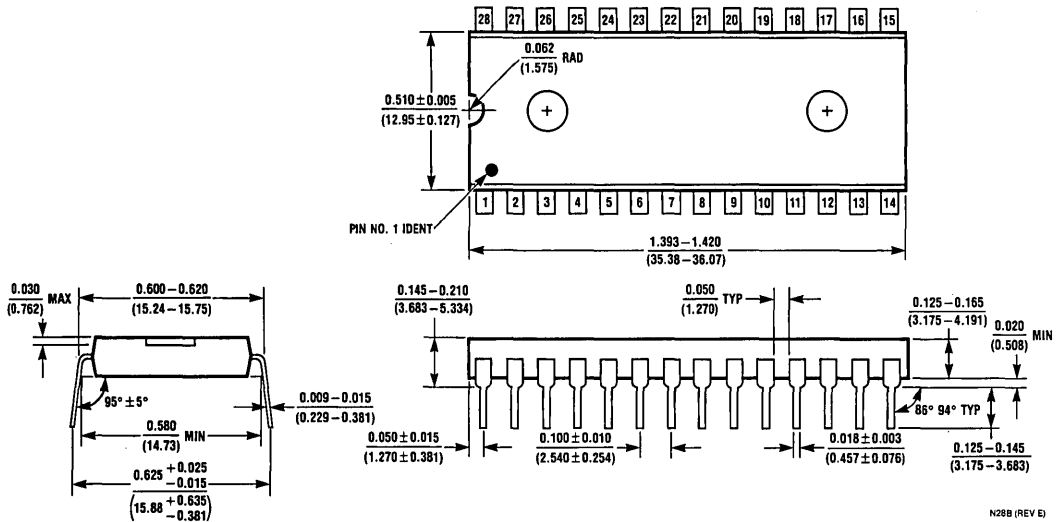 28 27 26 25 24 23 22 21 20 19 18 17 16 15
0.062
(1.575)
RAD
0.510 ± 0.005
(12.95 ± 0.127)
PIN NO. 1 IDENT
1 2 3 4 5 6 7 8 9 10 11 12 13 14
1.393 – 1.420
(35.38 – 36.07)
0.030
(0.762)
MAX
0.600 – 0.620
(15.24 – 15.75)
95° ± 5°
0.009 – 0.015
(0.229 – 0.381)
0.580
(14.73)
MIN
0.625 + 0.025
– 0.015
(15.88 + 0.635
– 0.381)
0.145 – 0.210
(3.683 – 5.334)
0.050
(1.270)
TYP
0.125 – 0.165
(3.175 – 4.191)
0.020
(0.508)
MIN
86° 94° TYP
0.050 ± 0.015
(1.270 ± 0.381)
0.100 ± 0.010
(2.540 ± 0.254)
0.018 ± 0.003
(0.457 ± 0.076)
0.125 – 0.145
(3.175 – 3.683)
N28B (REV E)